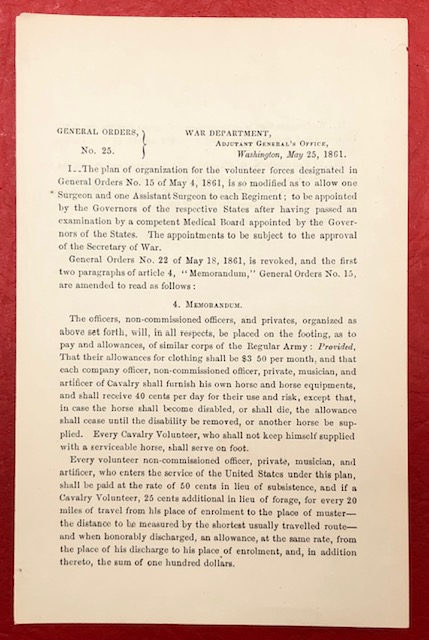 GENERAL ORDERS, }
No. 25.
WAR DEPARTMENT,
ADJUTANT GENERAL'S OFFICE,
Washington, May 25, 1861.
I..The plan of organization for the volunteer forces designated in
General Orders No. 15 of May 4, 1861, is so modified as to allow one
Surgeon and one Assistant Surgeon to each Regiment; to be appointed
by the Governors of the respective States after having passed an
examination by a competent Medical Board appointed by the Gover-
nors of the States. The appointments to be subject to the approval
of the Secretary of War.
General Orders No. 22 of May 18, 1861, is revoked, and the first
two paragraphs of article 4, "Memorandum," General Orders No. 15,
are amended to read as follows:
4. MEMORANDUM.
The officers, non-commissioned officers, and privates, organized as
above set forth, will, in all respects, be placed on the footing, as to
pay and allowances, of similar corps of the Regular Army: Provided,
That their allowances for clothing shall be $3 50 per month, and that
each company officer, non-commissioned officer, private, musician, and
artificer of Cavalry shall furnish his own horse and horse equipments,
and shall receive 40 cents per day for their use and risk, except that,
in case the horse shall become disabled, or shall die, the allowance
shall cease until the disability be removed, or another horse be sup-
plied. Every Cavalry Volunteer, who shall not keep himself supplied
with a serviceable horse, shall serve on foot.
Every volunteer non-commissioned officer, private, musician, and
artificer, who enters the service of the United States under this plan,
shall be paid at the rate of 50 cents in lieu of subsistence, and if a
Cavalry Volunteer, 25 cents additional in lieu of forage, for every 20
miles of travel from his place of enrolment to the place of muster—
the distance to be measured by the shortest usually travelled route—
and when honorably discharged, an allowance, at the same rate, from
the place of his discharge to his place of enrolment, and, in addition
thereto, the sum of one hundred dollars.